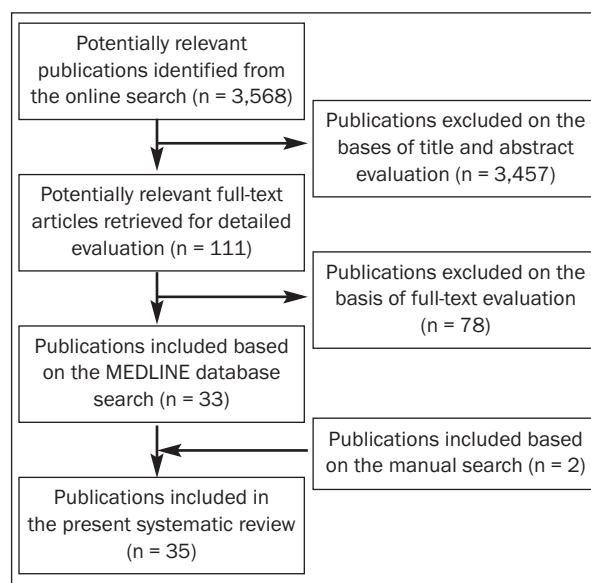 Potentially relevant
publications identified from
the online search (n = 3,568)
Publications excluded on the
bases of title and abstract
evaluation (n = 3,457)
Potentially relevant full-text
articles retrieved for detailed
evaluation (n = 111)
Publications excluded on the
basis of full-text evaluation
(n = 78)
Publications included based
on the MEDLINE database
search (n = 33)
Publications included based
on the manual search (n = 2)
Publications included in
the present systematic review
(n = 35)